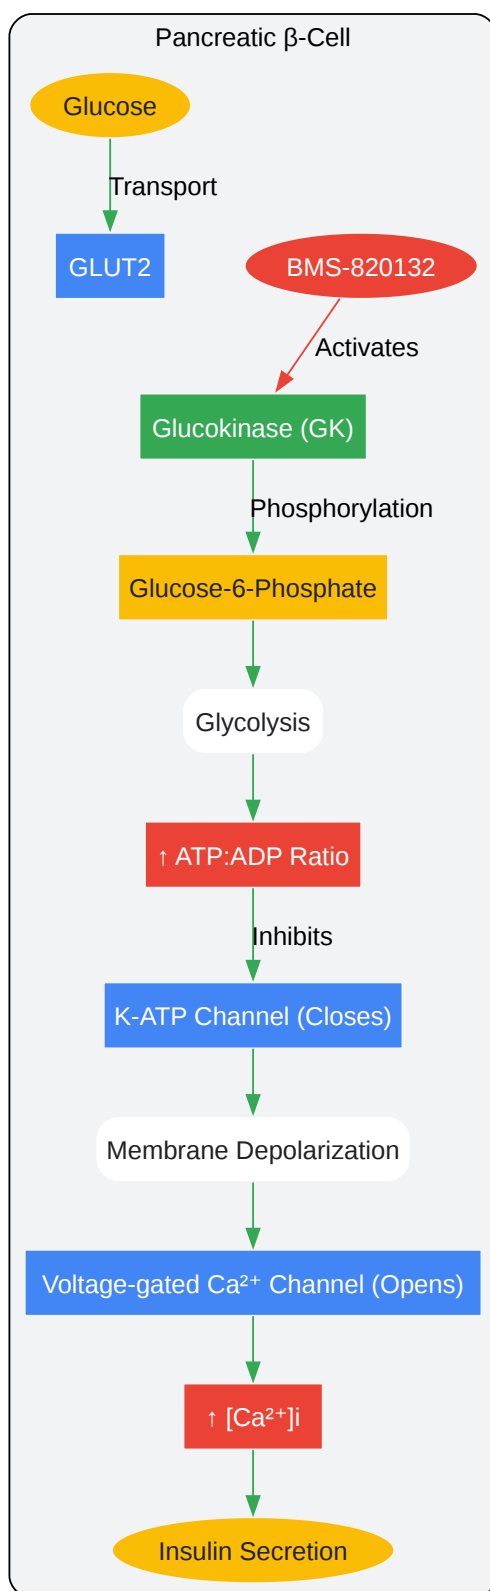 Pancreatic β-Cell
Glucose
Transport
GLUT2
BMS-820132
Activates
Glucokinase (GK)
Phosphorylation
Glucose-6-Phosphate
Glycolysis
↑ ATP:ADP Ratio
Inhibits
K-ATP Channel (Closes)
Membrane Depolarization
Voltage-gated Ca²⁺ Channel (Opens)
↑ [Ca²⁺]i
Insulin Secretion